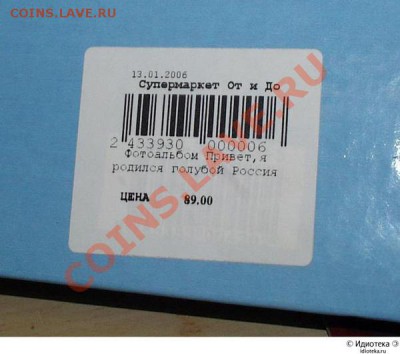 COINS.LAVE.RU
COINS.LAVE.RU
13.01.2006
Супермаркет От и До
2 433930 000006
Фотоальбом Привет,я
родился голубой Россия
ЦЕНА 89.00
COINS.LAVE.RU
© Идиотека
idioteka.ru